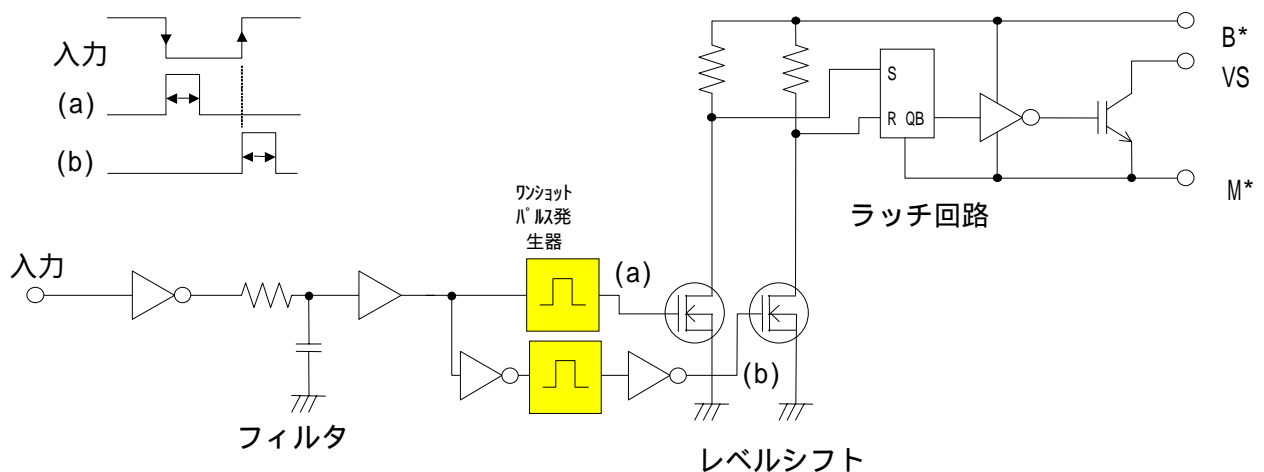 入力
(a)
(b)
B*
VS
S
R QB
M*
ラッチ回路
ﾜﾝｼｮｯﾄ
ﾊﾟﾙｽ発
生器
入力
(a)
(b)
フィルタ
レベルシフト